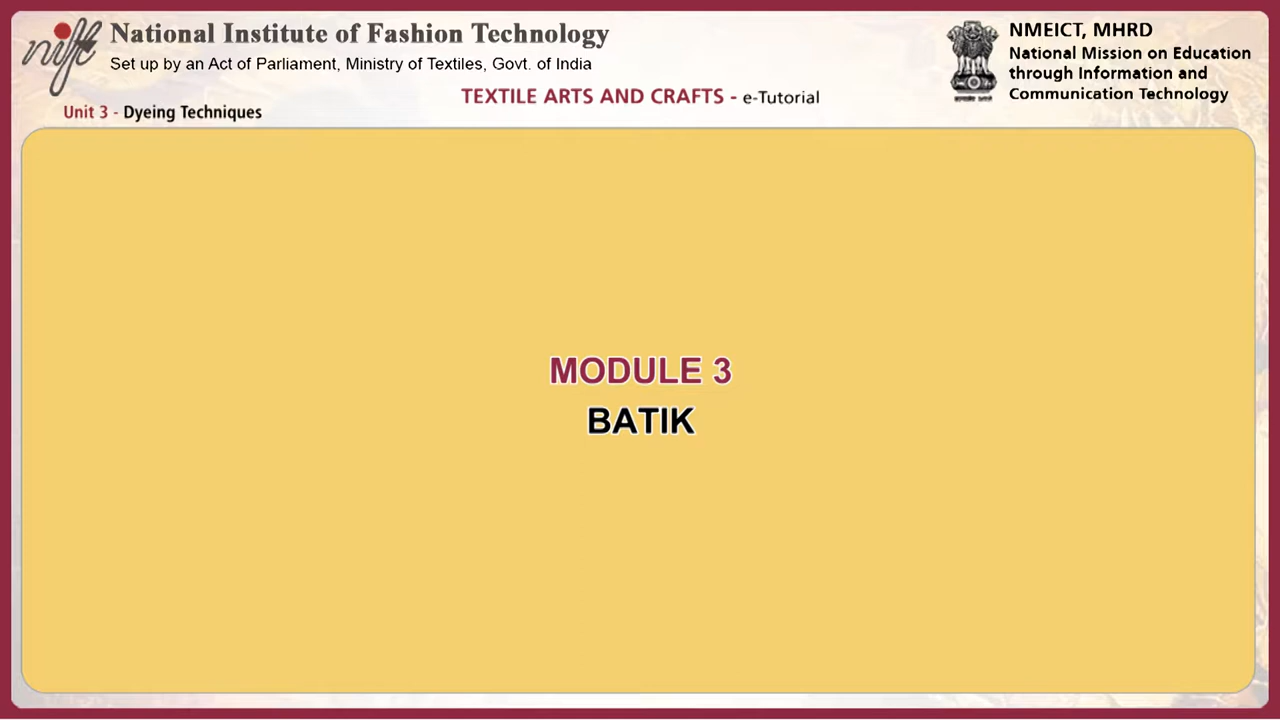 nift
National Institute of Fashion Technology
Set up by an Act of Parliament, Ministry of Textiles, Govt. of India
NMEICT, MHRD
National Mission on Education
through Information and
Communication Technology
TEXTILE ARTS AND CRAFTS - e-Tutorial
Unit 3 - Dyeing Techniques
MODULE 3
BATIK